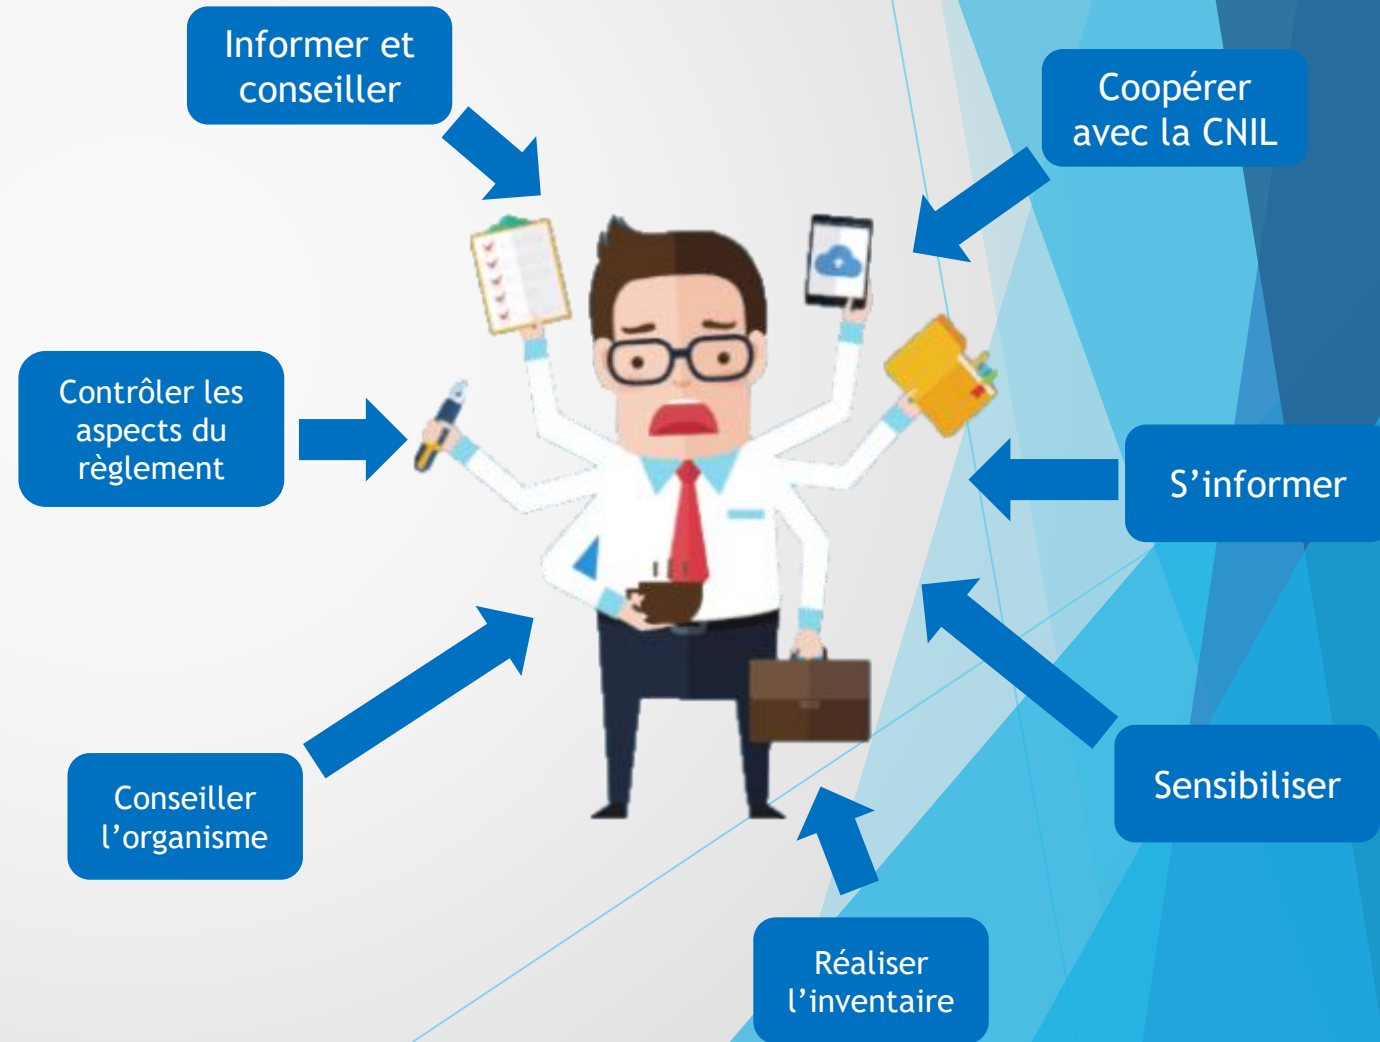 Informer et
conseiller
Coopérer
avec la CNIL
Contrôler les
aspects du
règlement
S’informer
Conseiller
l’organisme
Sensibiliser
Réaliser
l’inventaire